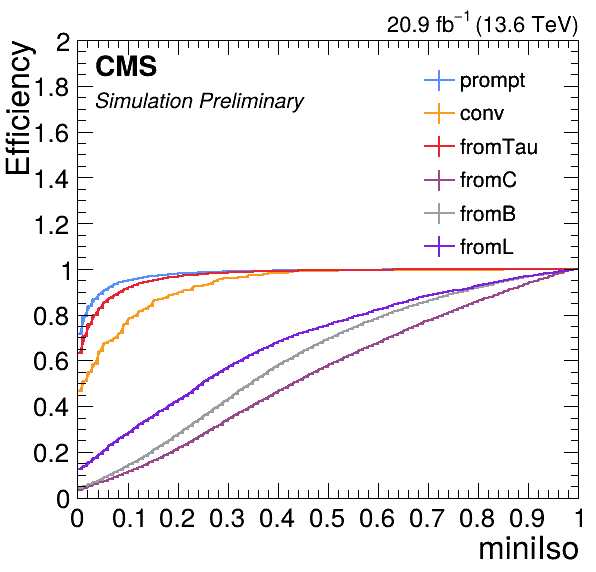 20.9 fb⁻¹ (13.6 TeV)
CMS
Simulation Preliminary
prompt
conv
fromTau
fromC
fromB
fromL
Efficiency
2
1.8
1.6
1.4
1.2
1
0.8
0.6
0.4
0.2
0
0 0.1 0.2 0.3 0.4 0.5 0.6 0.7 0.8 0.9 1
miniIso